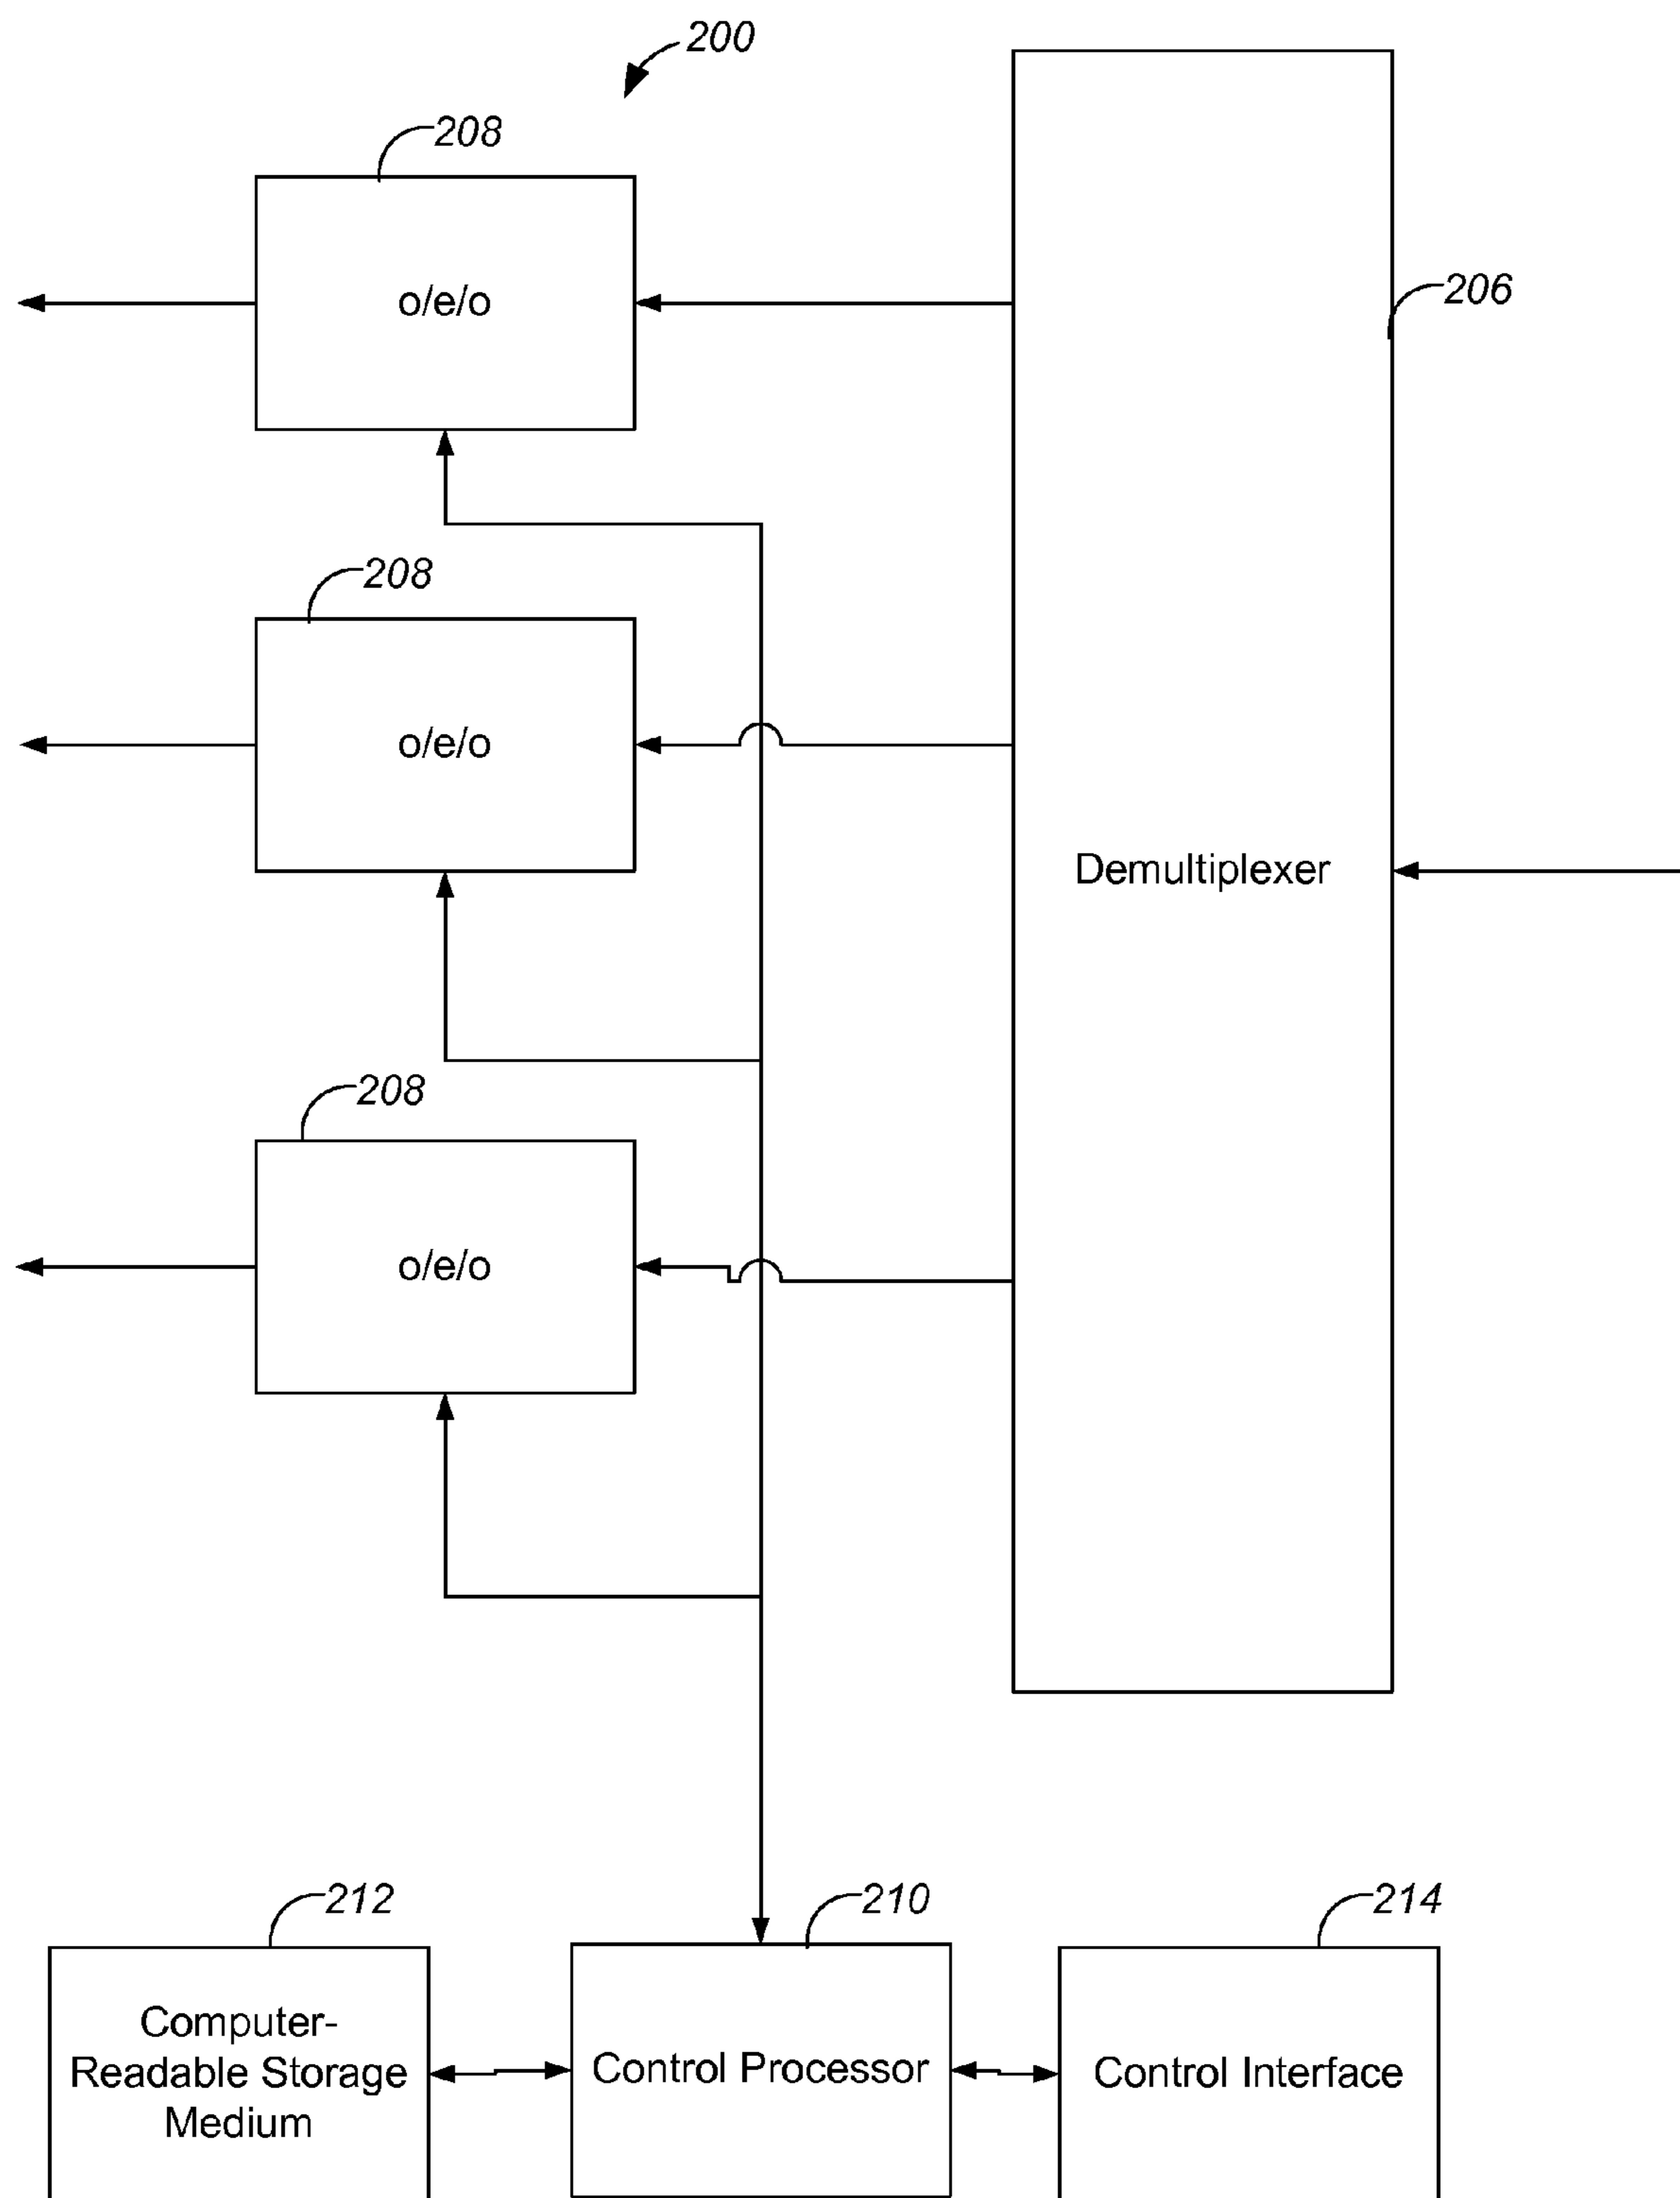 200
208
o/e/o
206
208
o/e/o
Demultiplexer
208
o/e/o
212
210
214
Computer-
Readable Storage
Medium
Control Processor
Control Interface